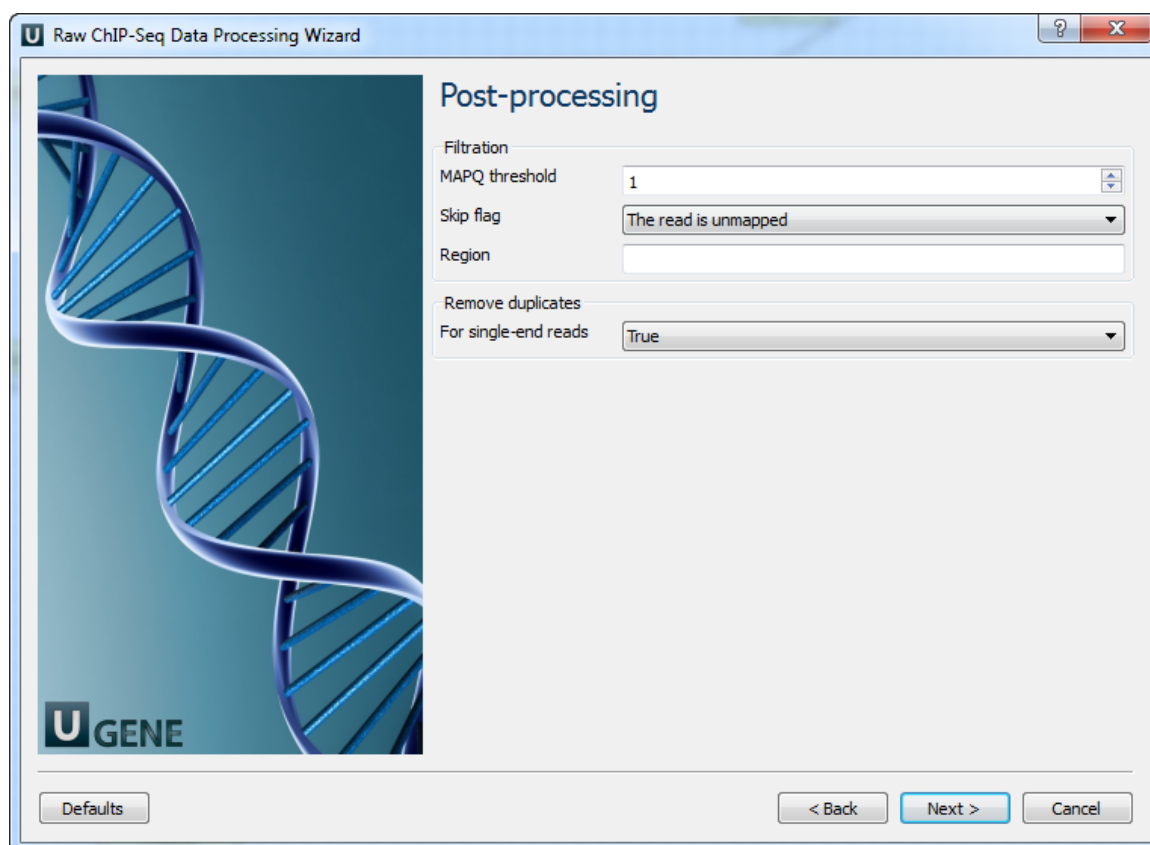 U Raw ChIP-Seq Data Processing Wizard
? X
Post-processing
Filtration
MAPQ threshold 1
Skip flag The read is unmapped
Region
Remove duplicates
For single-end reads True
U GENE
Defaults < Back Next > Cancel